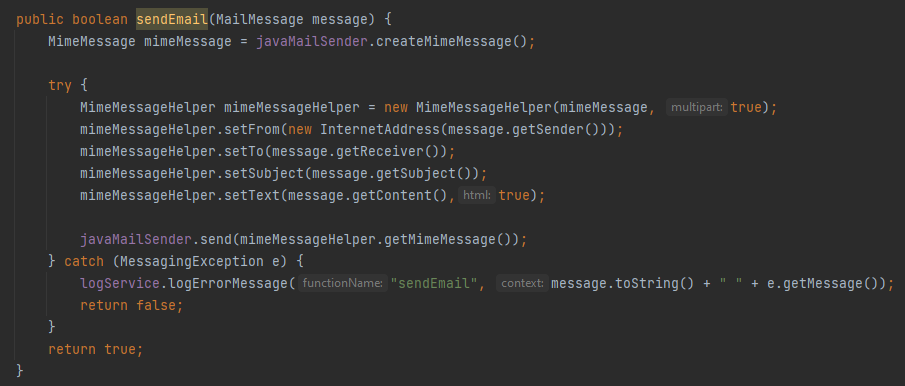 public boolean sendEmail(MailMessage message) {
    MimeMessage mimeMessage = javaMailSender.createMimeMessage();

    try {
        MimeMessageHelper mimeMessageHelper = new MimeMessageHelper(mimeMessage, multipart: true);
        mimeMessageHelper.setFrom(new InternetAddress(message.getSender()));
        mimeMessageHelper.setTo(message.getReceiver());
        mimeMessageHelper.setSubject(message.getSubject());
        mimeMessageHelper.setText(message.getContent(), html: true);

        javaMailSender.send(mimeMessageHelper.getMimeMessage());
    } catch (MessagingException e) {
        logService.logErrorMessage( functionName: "sendEmail", context: message.toString() + " " + e.getMessage());
        return false;
    }
    return true;
}